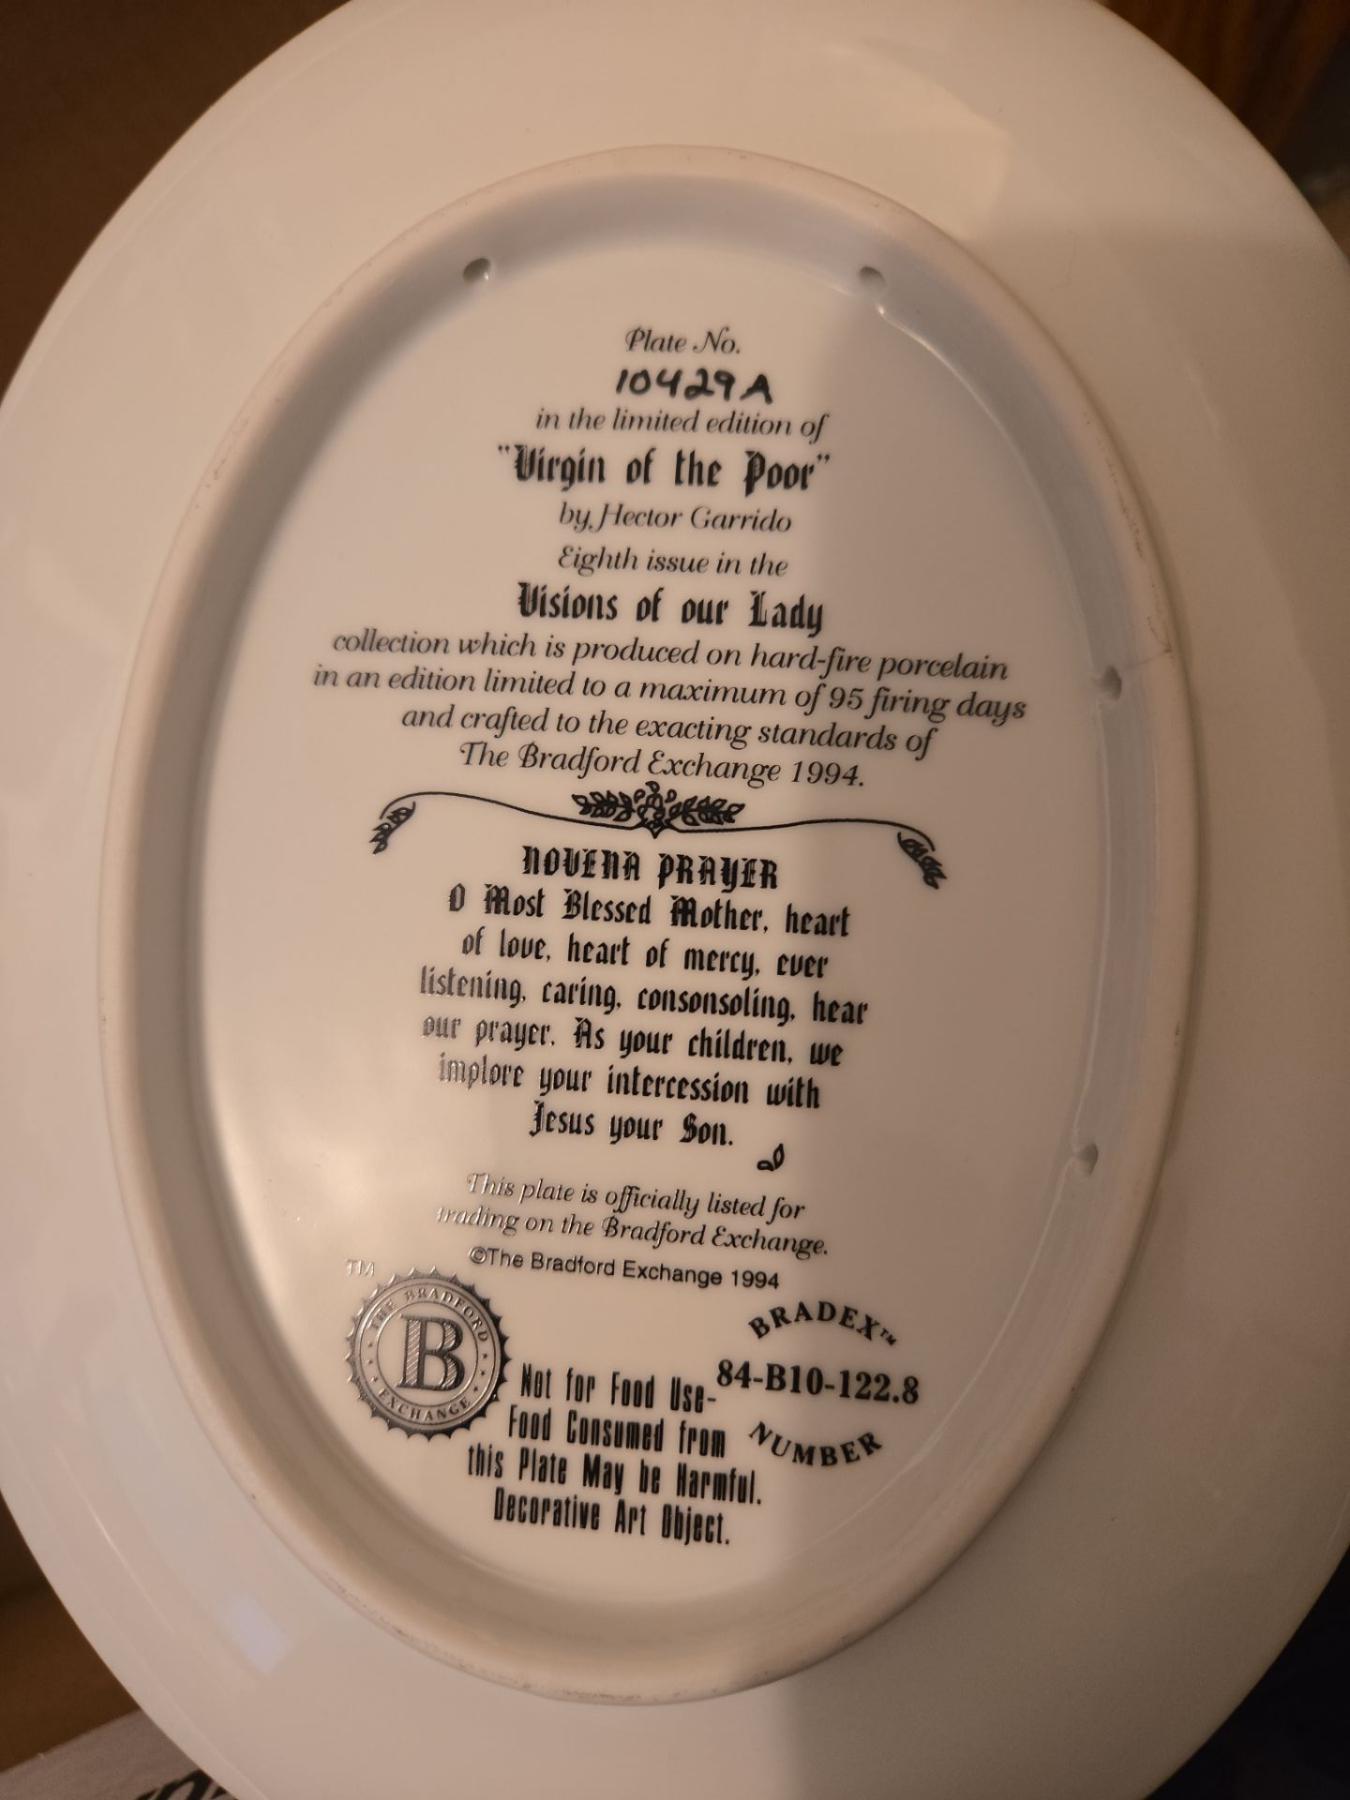 Plate No.
10429A
in the limited edition of
"Virgin of the Poor"
by Hector Garrido
Eighth issue in the
Visions of our Lady
collection which is produced on hard-fire porcelain
in an edition limited to a maximum of 95 firing days
and crafted to the exacting standards of
The Bradford Exchange 1994.
NOVENA PRAYER
O Most Blessed Mother, heart
of love, heart of mercy, ever
listening, caring, consonsoling, hear
our prayer. As your children, we
implore your intercession with
Jesus your Son.
This plate is officially listed for
trading on the Bradford Exchange.
©The Bradford Exchange 1994
TM
THE BRADFORD
B
EXCHANGE
BRADEX™
84-B10-122.8
NUMBER
Not for Food Use-
Food Consumed from
this Plate May be Harmful.
Decorative Art Object.